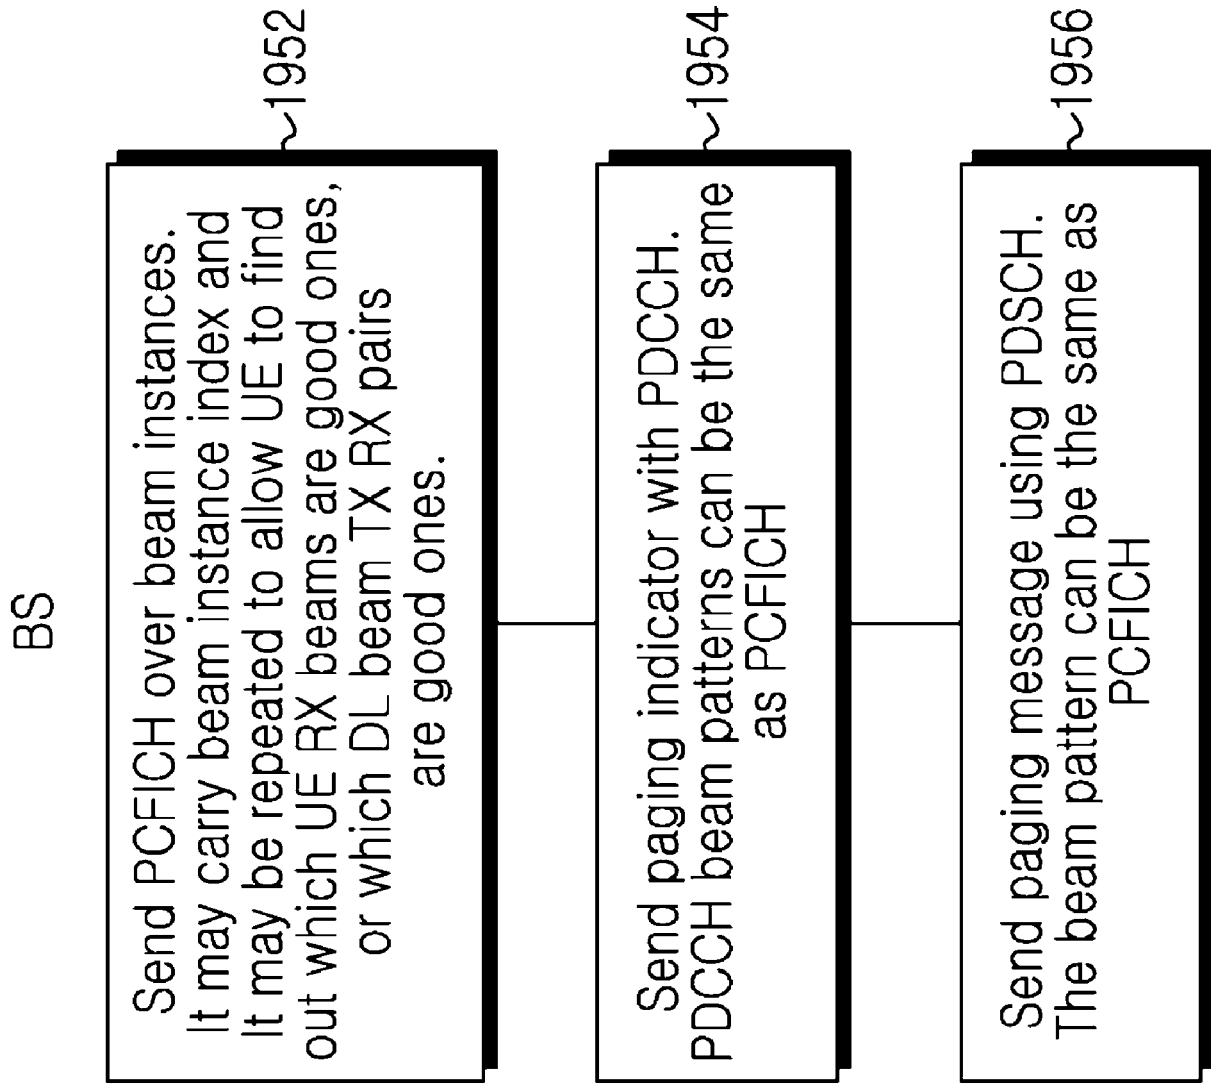 BS
Send PCFICH over beam instances.
It may carry beam instance index and
It may be repeated to allow UE to find
out which UE RX beams are good ones,
or which DL beam TX RX pairs
are good ones.
1952
Send paging indicator with PDCCH.
PDCCH beam patterns can be the same
as PCFICH
1954
Send paging message using PDSCH.
The beam pattern can be the same as
PCFICH
1956